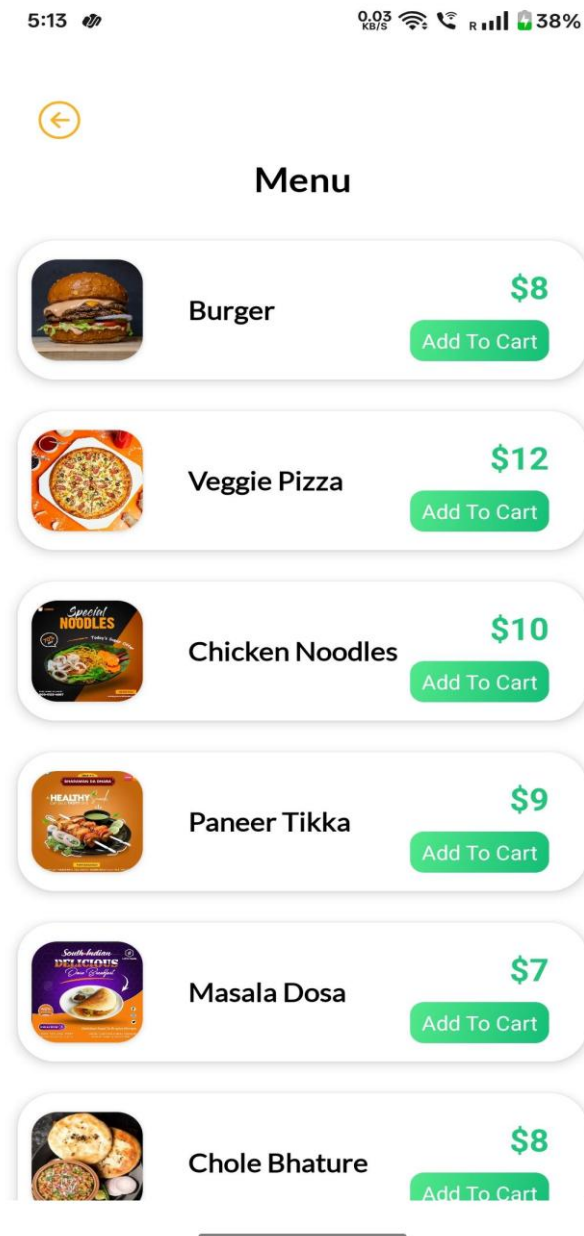 5:13
0.03
KB/S
R
38%
Menu
Burger
$8
Add To Cart
Veggie Pizza
$12
Add To Cart
Special
NOODLES
Chicken Noodles
$10
Add To Cart
HEALTHY
Paneer Tikka
$9
Add To Cart
South-Indian
DELICIOUS
Masala Dosa
$7
Add To Cart
Chole Bhature
$8
Add To Cart